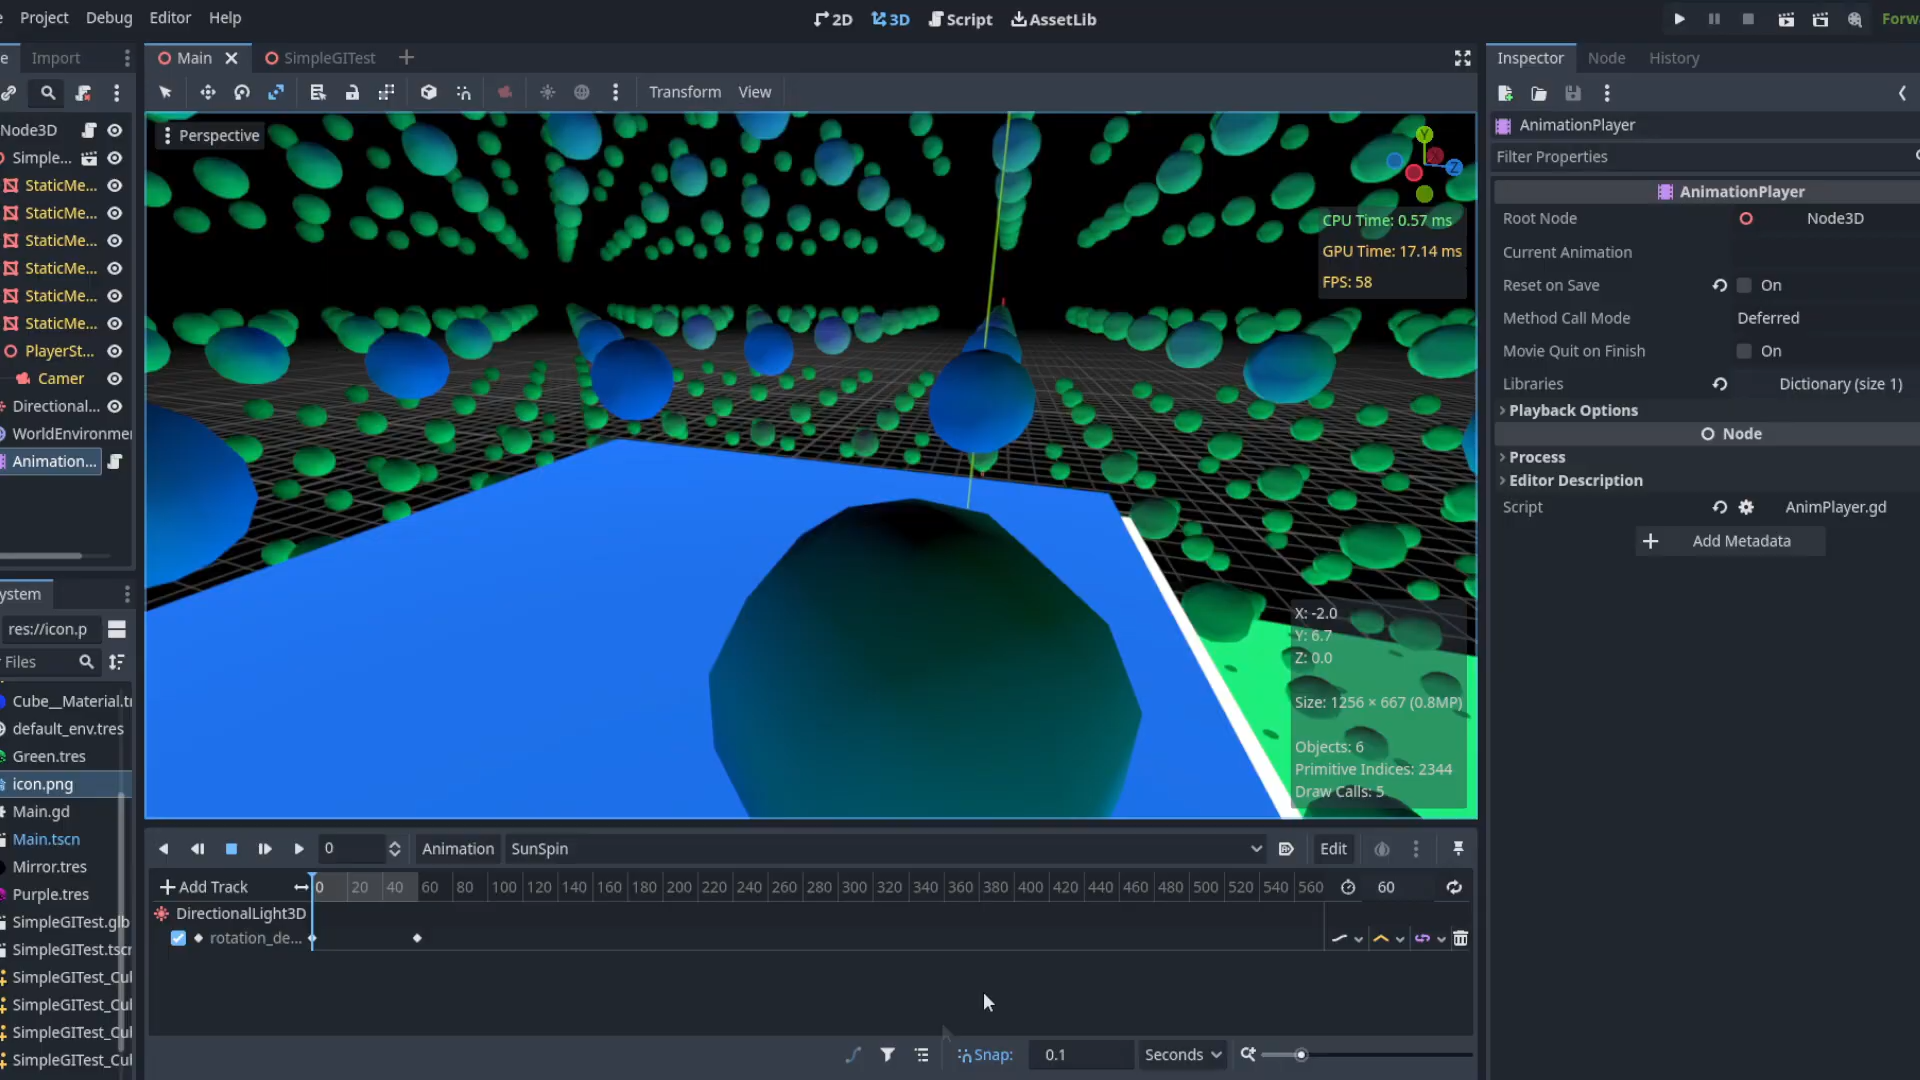 Project Debug Editor Help
2D 3D Script AssetLib
Import
Main SimpleGITest
Inspector Node History
Transform View
Perspective
AnimationPlayer
Filter Properties
AnimationPlayer
Root Node Node3D
Current Animation
Reset on Save On
Method Call Mode Deferred
Movie Quit on Finish On
Libraries Dictionary (size 1)
Playback Options
Node
Process
Editor Description
Script AnimPlayer.gd
Add Metadata
Node3D
Simple...
StaticMe...
StaticMe...
StaticMe...
StaticMe...
StaticMe...
StaticMe...
PlayerSt...
Camer
Directional...
WorldEnvironmer
Animation...
Y
X
Z
CPU Time: 0.57 ms
GPU Time: 17.14 ms
FPS: 58
X: -2.0
Y: 6.7
Z: 0.0
Size: 1256 × 667 (0.8MP)
Objects: 6
Primitive Indices: 2344
Draw Calls: 5
ystem
res://icon.p
Files
Cube__Material.tr
default_env.tres
Green.tres
icon.png
Main.gd
Main.tscn
Mirror.tres
Purple.tres
SimpleGITest.glb
SimpleGITest.tscr
SimpleGITest_Cul
SimpleGITest_Cul
SimpleGITest_Cul
SimpleGITest_Cul
0 Animation SunSpin Edit
Add Track 0 20 40 60 80 100 120 140 160 180 200 220 240 260 280 300 320 340 360 380 400 420 440 460 480 500 520 540 560 60
DirectionalLight3D
rotation_de...
Snap: 0.1 Seconds